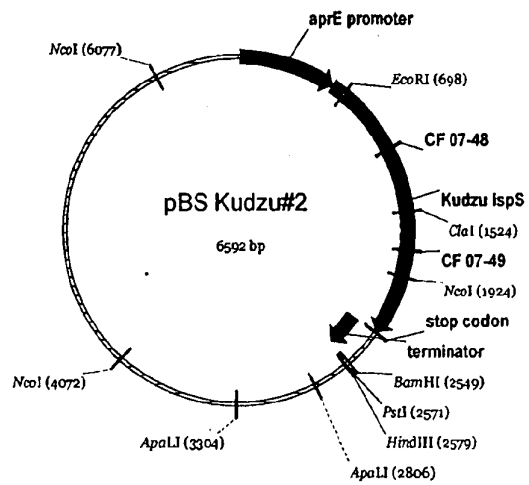 aprE promoter
NcoI (6077)
EcoRI (698)
CF 07-48
pBS Kudzu#2
Kudzu IspS
ClaI (1524)
6592 bp
CF 07-49
NcoI (1924)
stop codon
terminator
NcoI (4072)
BamHI (2549)
PstI (2571)
ApaLI (3304)
HindIII (2579)
ApaLI (2806)